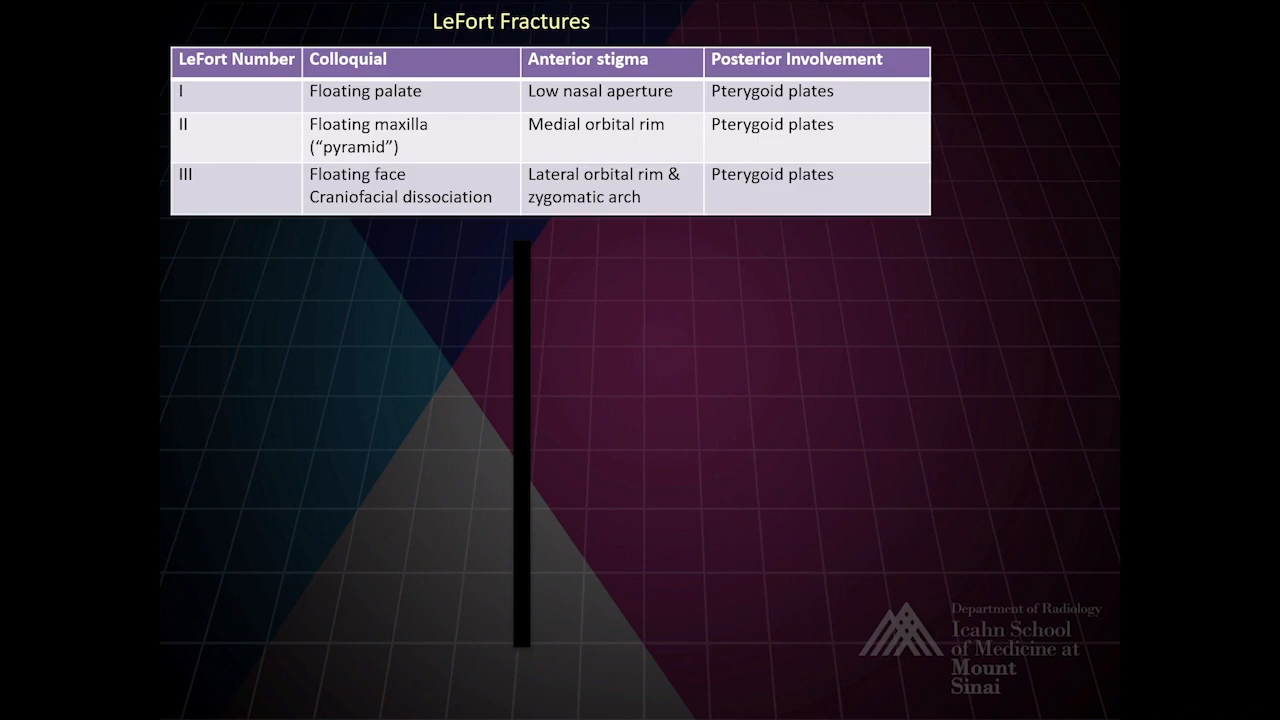 LeFort Fractures
LeFort Number Colloquial Anterior stigma Posterior Involvement
I Floating palate Low nasal aperture Pterygoid plates
II Floating maxilla Medial orbital rim Pterygoid plates
(“pyramid”)
III Floating face Lateral orbital rim & Pterygoid plates
Craniofacial dissociation zygomatic arch
Department of Radiology
Icahn School
of Medicine at
Mount
Sinai